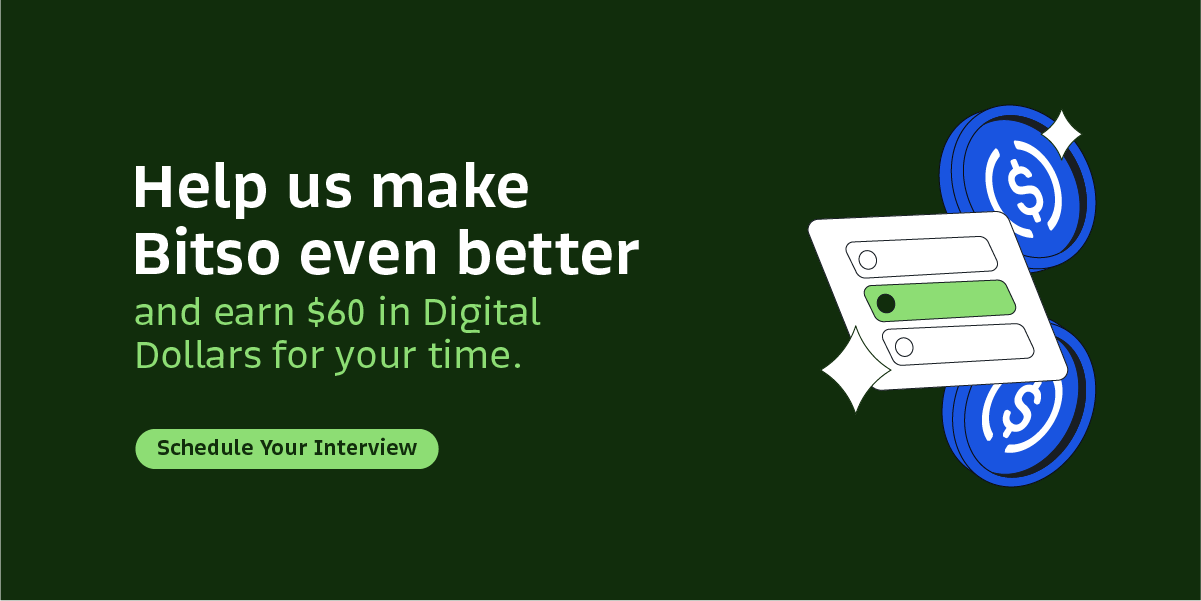 Help us make
Bitso even better
and earn $60 in Digital
Dollars for your time.
Schedule Your Interview